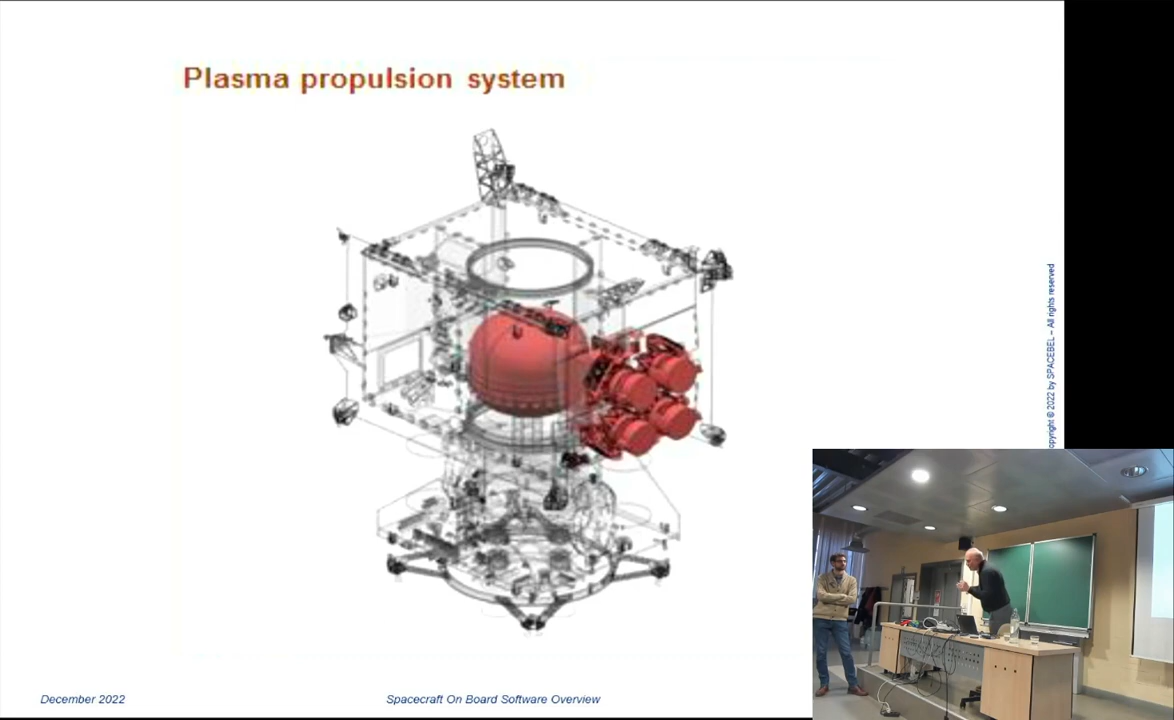 Plasma propulsion system
opyright © 2022 by SPACEBEL – All rights reserved
December 2022
Spacecraft On Board Software Overview